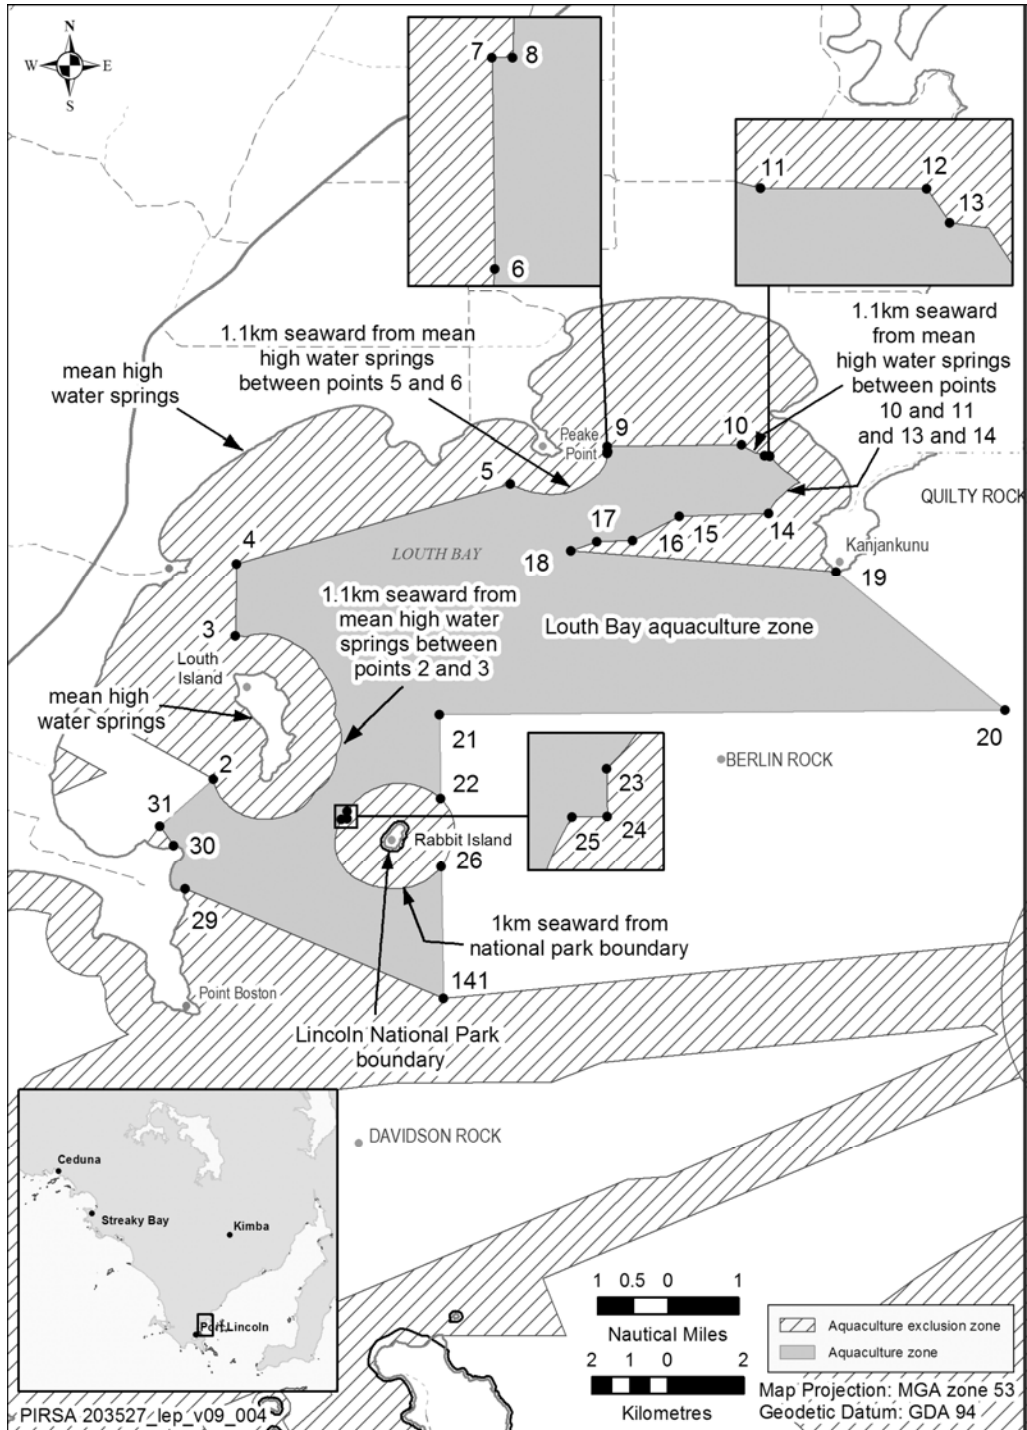 N
W
E
S
7
8
6
11
12
13
1.1km seaward from mean
high water springs
between points 5 and 6
mean high
water springs
1.1km seaward
from mean
high water springs
between points
10 and 11
and 13 and 14
9
10
Peake
Point
5
QUILTY ROCK
4
17
18
16
15
14
Kanjankunu
19
LOUTH BAY
1.1km seaward from
mean high water
springs between
points 2 and 3
Louth Bay aquaculture zone
3
Louth
Island
mean high
water springs
21
20
BERLIN ROCK
2
22
23
24
25
31
30
Rabbit Island
26
29
1km seaward from
national park boundary
141
Point Boston
Lincoln National Park
boundary
DAVIDSON ROCK
Ceduna
Streaky Bay
Kimba
Port Lincoln
1 0.5 0 1
Nautical Miles
2 1 0 2
Kilometres
Aquaculture exclusion zone
Aquaculture zone
Map Projection: MGA zone 53
Geodetic Datum: GDA 94
PIRSA 203527_lep_v09_004